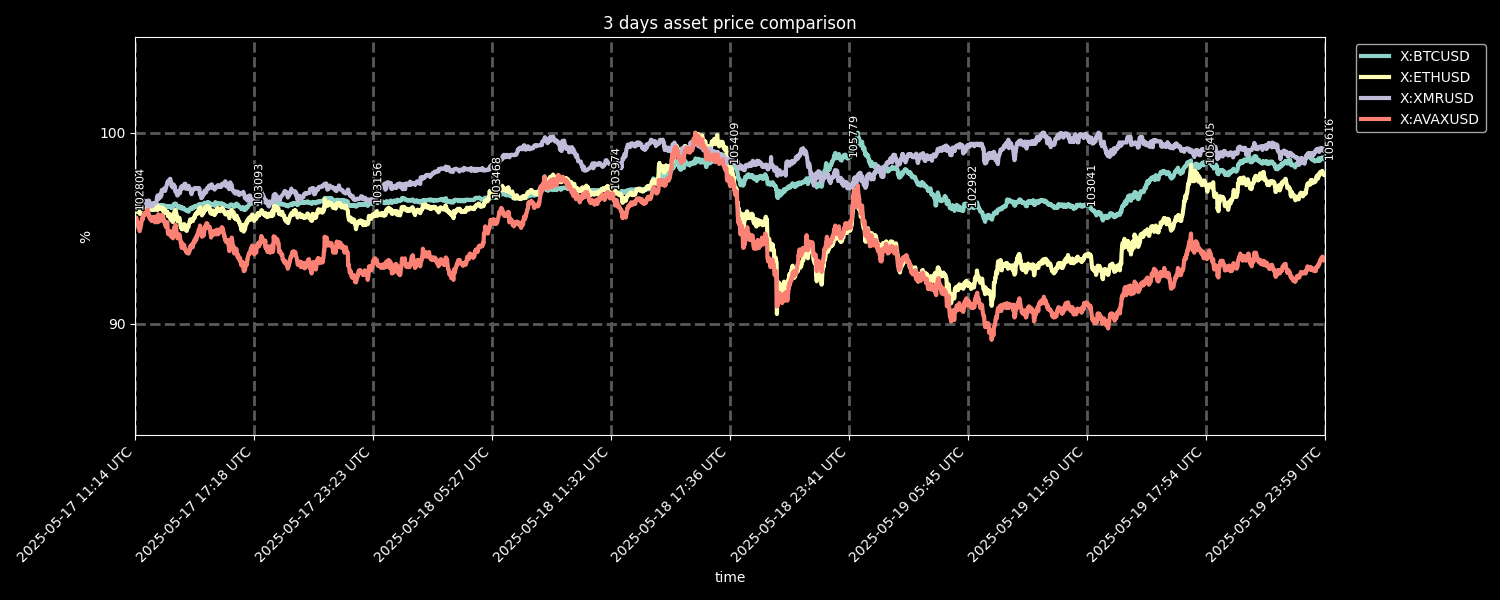 3 days asset price comparison
X:BTCUSD
X:ETHUSD
X:XMRUSD
X:AVAXUSD
100
90
%
102804
103093
103156
103468
103974
105409
105779
102982
103041
105405
105616
2025-05-17 11:14 UTC
2025-05-17 17:18 UTC
2025-05-17 23:23 UTC
2025-05-18 05:27 UTC
2025-05-18 11:32 UTC
2025-05-18 17:36 UTC
2025-05-18 23:41 UTC
2025-05-19 05:45 UTC
2025-05-19 11:50 UTC
2025-05-19 17:54 UTC
2025-05-19 23:59 UTC
time